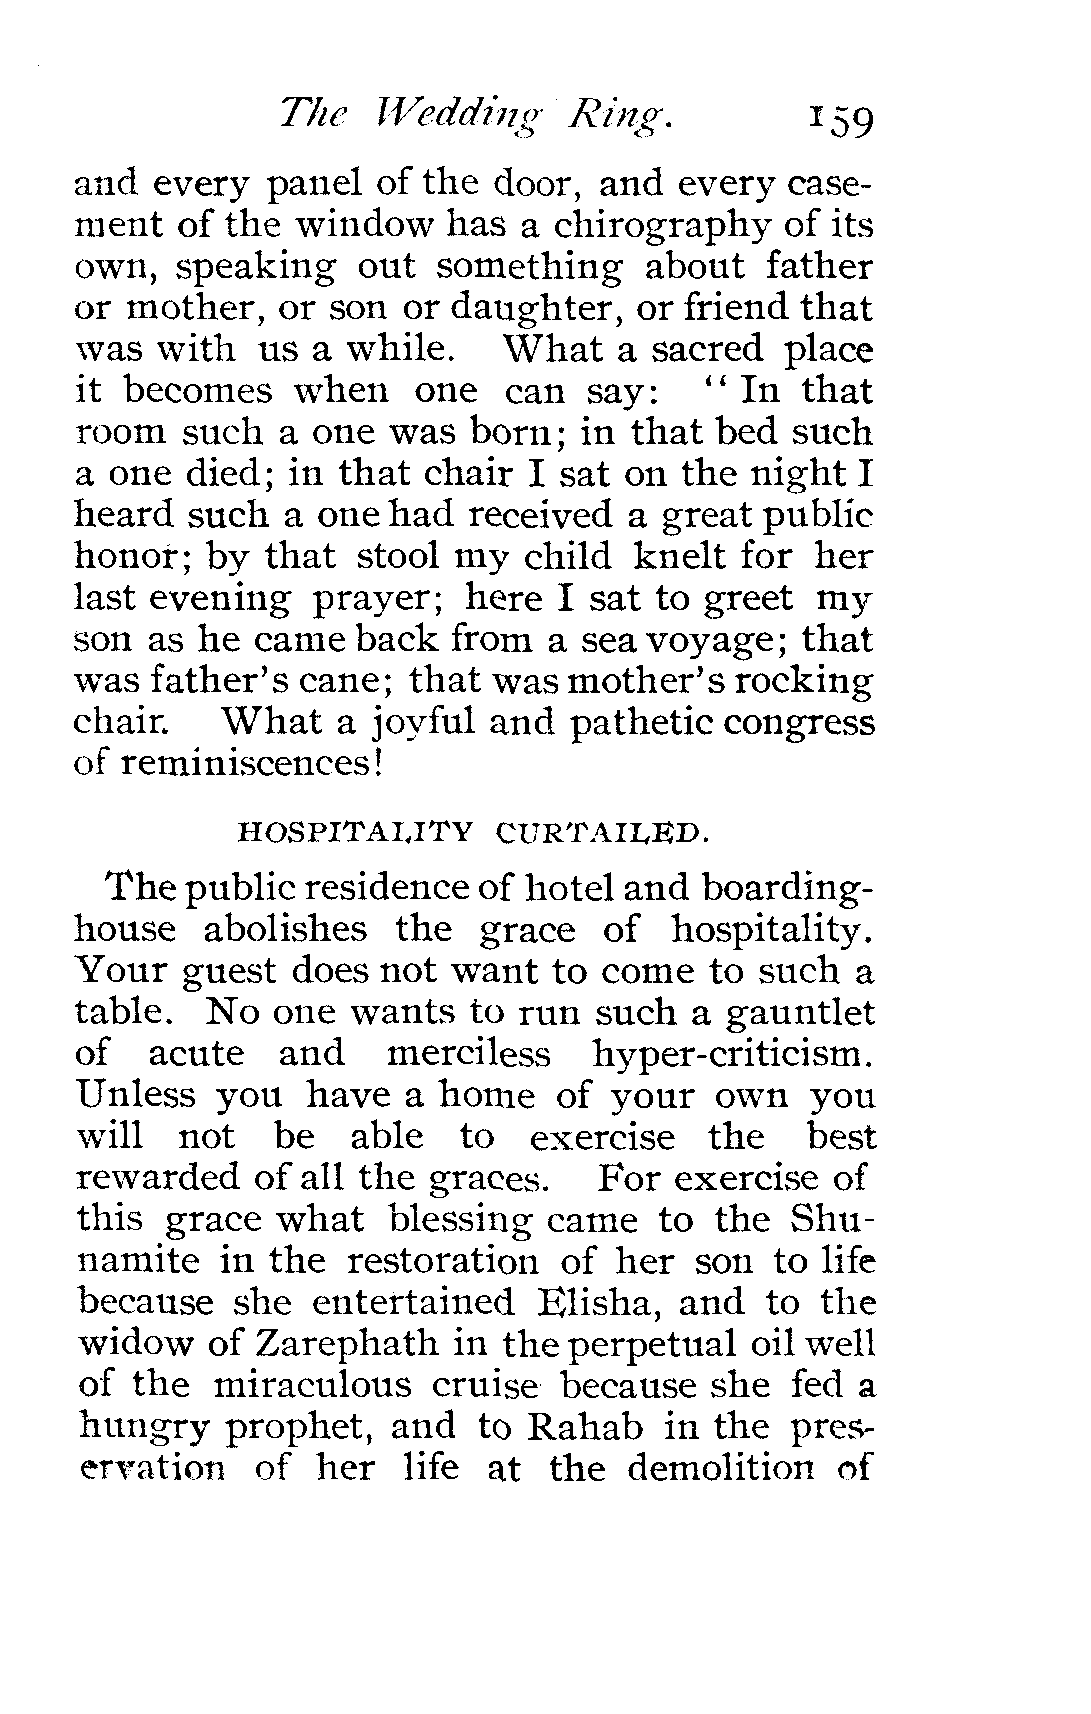 The Wedding Ring. 159
and every panel of the door, and every case-
ment of the window has a chirography of its
own, speaking out something about father
or mother, or son or daughter, or friend that
was with us a while. What a sacred place
it becomes when one can say: "In that
room such a one was born; in that bed such
a one died; in that chair I sat on the night I
heard such a one had received a great public
honor; by that stool my child knelt for her
last evening prayer; here I sat to greet my
son as he came back from a sea voyage; that
was father's cane; that was mother's rocking
chair. What a joyful and pathetic congress
of reminiscences!
HOSPITALITY CURTAILED.
The public residence of hotel and boarding-
house abolishes the grace of hospitality.
Your guest does not want to come to such a
table. No one wants to run such a gauntlet
of acute and merciless hyper-criticism.
Unless you have a home of your own you
will not be able to exercise the best
rewarded of all the graces. For exercise of
this grace what blessing came to the Shu-
namite in the restoration of her son to life
because she entertained Elisha, and to the
widow of Zarephath in the perpetual oil well
of the miraculous cruise because she fed a
hungry prophet, and to Rahab in the pres-
ervation of her life at the demolition of